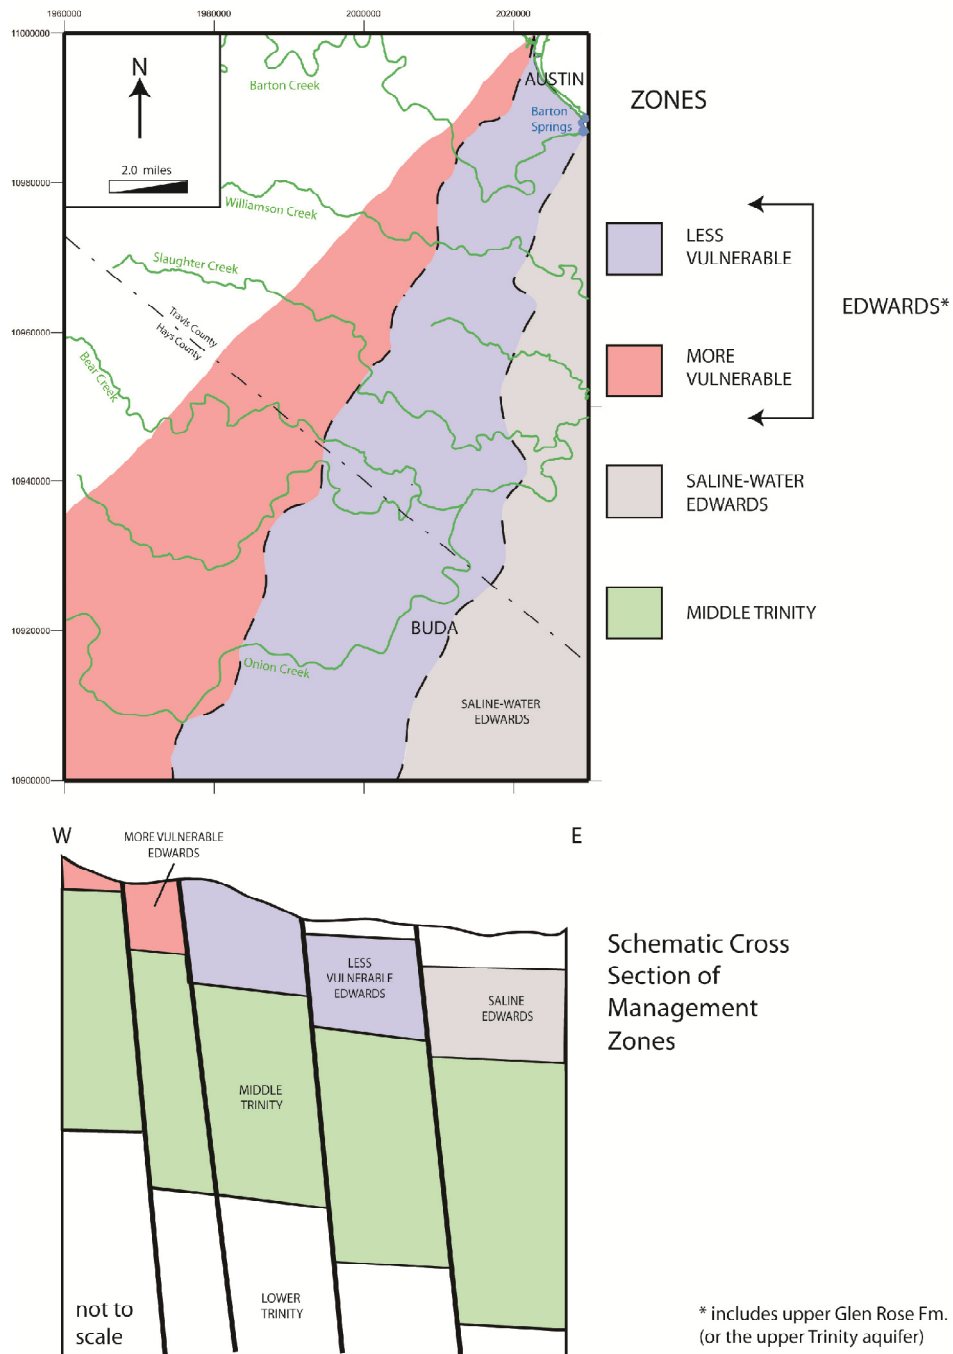 1960000
1980000
2000000
2020000
11000000
10980000
10960000
10940000
10920000
10900000
N
2.0 miles
Barton Creek
AUSTIN
Barton
Springs
Williamson Creek
Slaughter Creek
Travis County
Hays County
Bear Creek
BUDA
Onion Creek
SALINE-WATER
EDWARDS
ZONES
LESS
VULNERABLE
EDWARDS*
MORE
VULNERABLE
SALINE-WATER
EDWARDS
MIDDLE TRINITY
W
E
MORE VULNERABLE
EDWARDS
LESS
VULNERABLE
EDWARDS
SALINE
EDWARDS
MIDDLE
TRINITY
LOWER
TRINITY
not to
scale
Schematic Cross
Section of
Management
Zones
* includes upper Glen Rose Fm.
(or the upper Trinity aquifer)